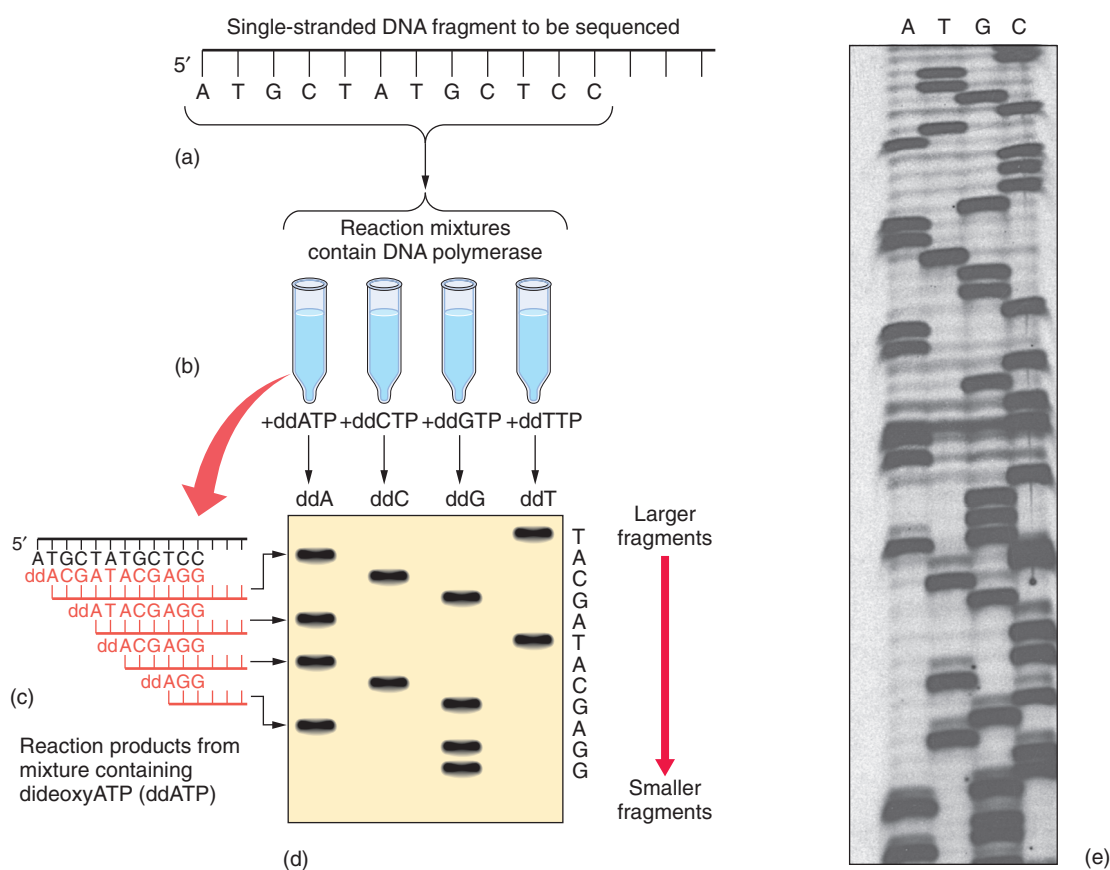 Single-stranded DNA fragment to be sequenced
5′
A T G C T A T G C T C C
(a)
Reaction mixtures
contain DNA polymerase
(b)
+ddATP +ddCTP +ddGTP +ddTTP
ddA ddC ddG ddT
5′
ATGCTATGCTCC
ddACGATACGAGG
ddATACGAGG
ddACGAGG
ddAGG
(c)
Reaction products from
mixture containing
dideoxyATP (ddATP)
T
A
C
G
A
T
A
C
G
A
G
G
(d)
Larger
fragments
Smaller
fragments
A T G C
(e)